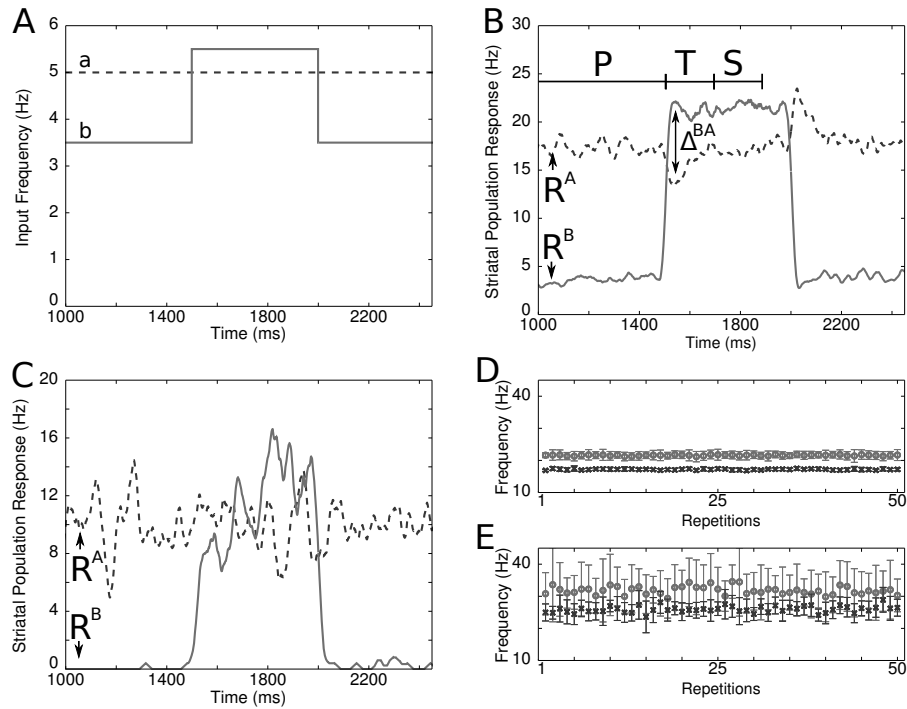 A
6
5
4
3
2
1
0
a
b
Input Frequency (Hz)
1000 1400 1800 2200
Time (ms)
B
30
25
20
15
10
5
0
P T S
Δ^BA
R^A
R^B
Striatal Population Response (Hz)
1000 1400 1800 2200
Time (ms)
C
20
16
12
8
4
0
R^A
R^B
Striatal Population Response (Hz)
1000 1400 1800 2200
Time (ms)
D
40
10
Frequency (Hz)
1 25 50
Repetitions
E
40
10
Frequency (Hz)
1 25 50
Repetitions